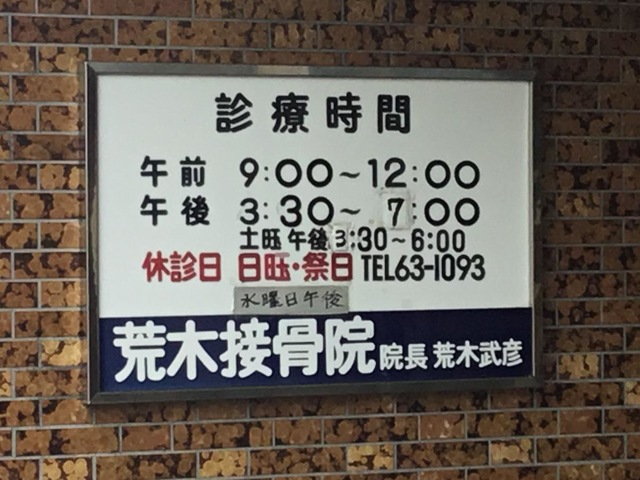 診療時間
午前 9:00～12:00
午後 3:30～ 7:00
土曜 午後3:30～6:00
休診日 日曜・祭日 TEL63-1093
水曜日午後
荒木接骨院 院長 荒木武彦